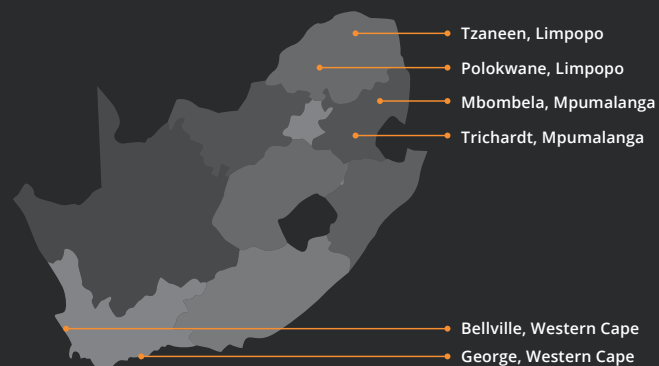 Tzaneen, Limpopo
Polokwane, Limpopo
Mbombela, Mpumalanga
Trichardt, Mpumalanga
Bellville, Western Cape
George, Western Cape